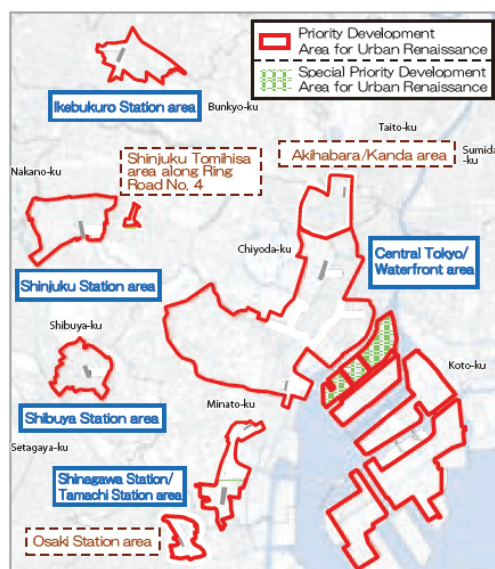 Priority Development
Area for Urban Renaissance
Special Priority Development
Area for Urban Renaissance
Ikebukuro Station area
Bunkyo-ku
Taito-ku
Sumida
-ku
Shinjuku Tomihisa
area along Ring
Road No. 4
Akihabara/Kanda area
Nakano-ku
Chiyoda-ku
Central Tokyo/
Waterfront area
Shinjuku Station area
Shibuya-ku
Koto-ku
Shibuya Station area
Minato-ku
Setagaya-ku
Shinagawa Station/
Tamachi Station area
Osaki Station area